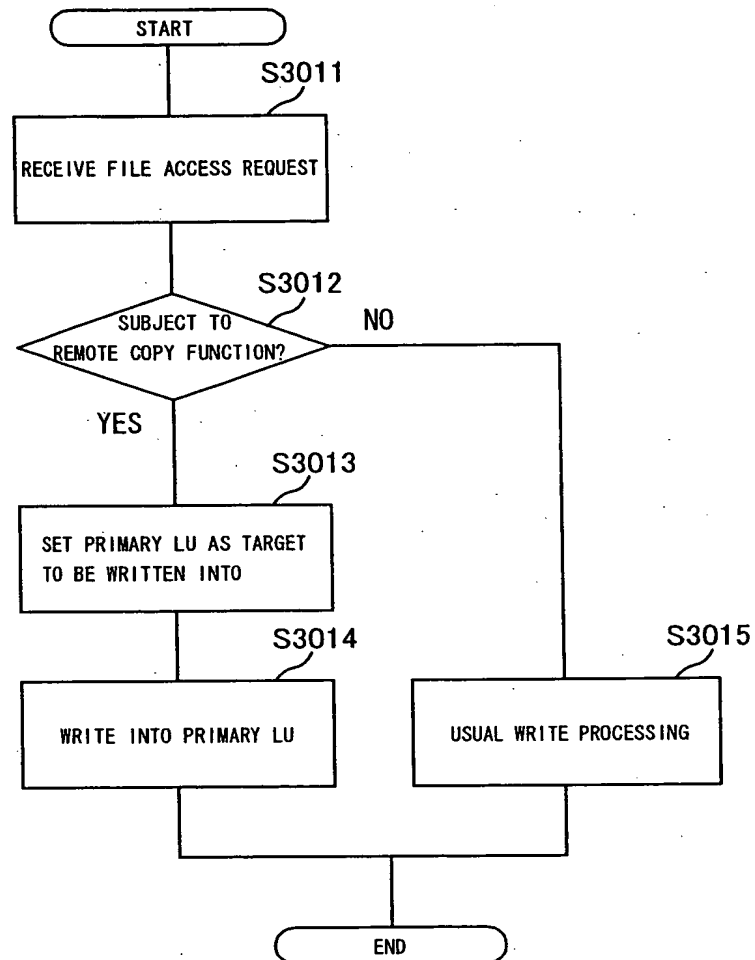 START
S3011
RECEIVE FILE ACCESS REQUEST
S3012
SUBJECT TO
REMOTE COPY FUNCTION?
NO
YES
S3013
SET PRIMARY LU AS TARGET
TO BE WRITTEN INTO
S3014
WRITE INTO PRIMARY LU
S3015
USUAL WRITE PROCESSING
END